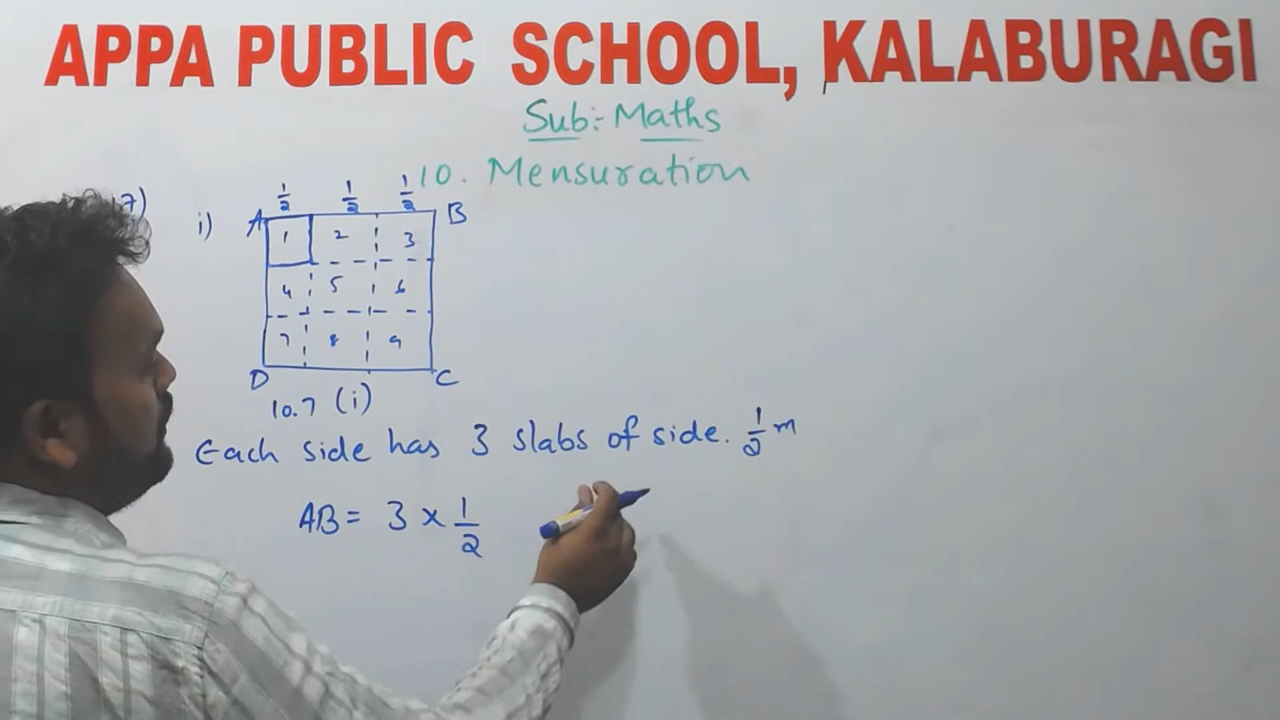 APPA PUBLIC SCHOOL, KALABURAGI
Sub:- Maths
10. Mensuration
7)
i)
1/2 1/2 1/2
A B
1 2 3
4 5 6
7 8 9
D C
10.7 (i)
Each side has 3 slabs of side. 1/2 m
AB = 3 × 1/2